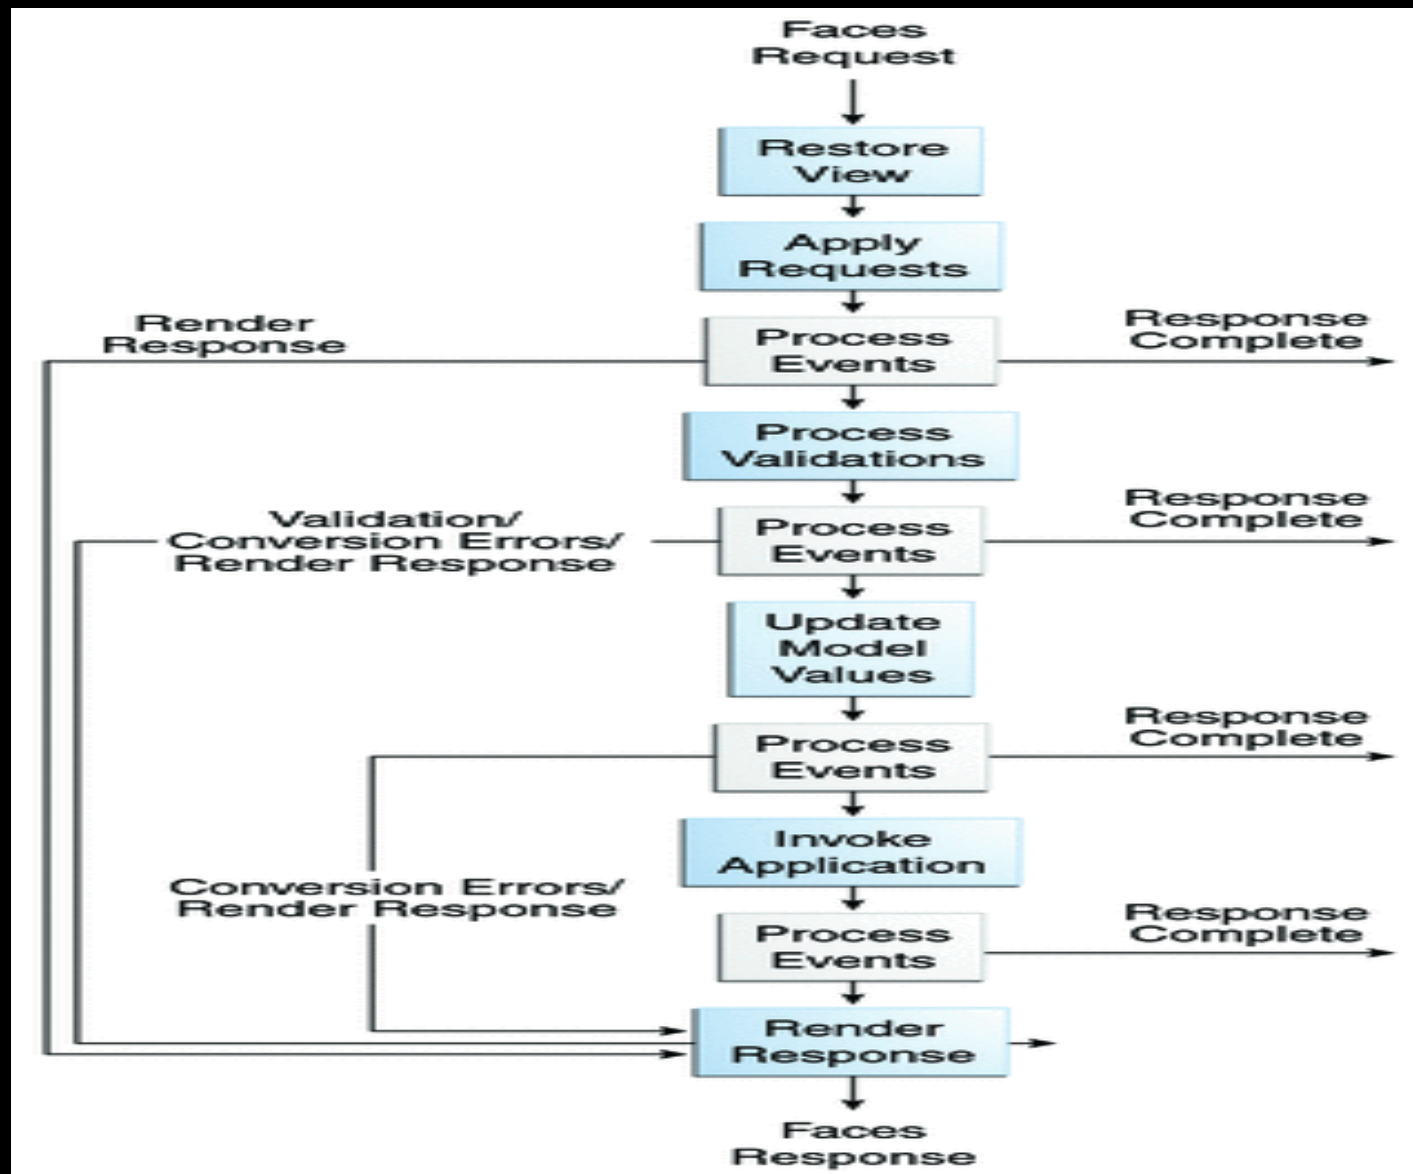 Faces
Request
Restore
View
Apply
Requests
Render
Response
Process
Events
Response
Complete
Process
Validations
Validation/
Conversion Errors/
Render Response
Process
Events
Response
Complete
Update
Model
Values
Process
Events
Response
Complete
Invoke
Application
Conversion Errors/
Render Response
Process
Events
Response
Complete
Render
Response
Faces
Response